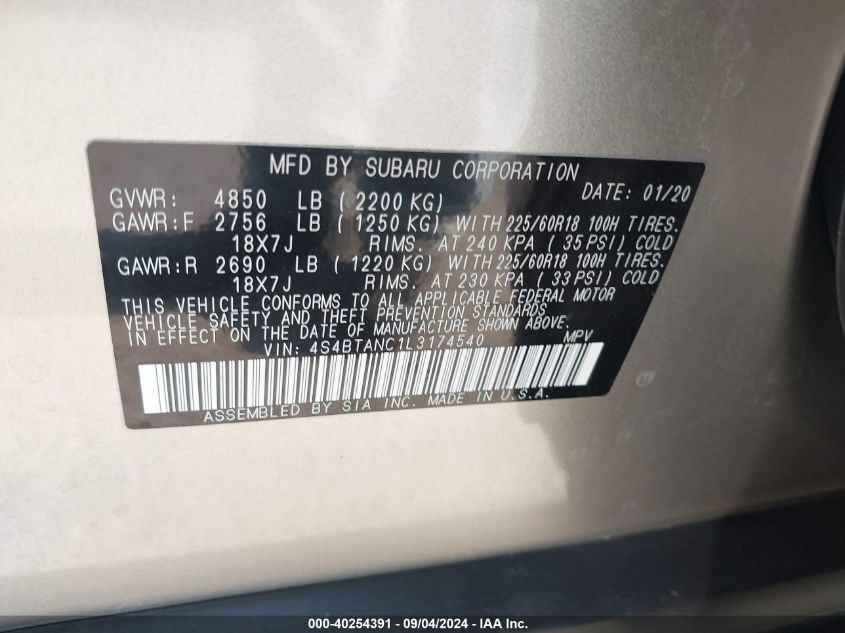 MFD BY SUBARU CORPORATION
GVWR: 4850 LB ( 2200 KG) DATE: 01/20
GAWR:F 2756 LB ( 1250 KG) WITH 225/60R18 100H TIRES.
18X7J RIMS. AT 240 KPA ( 35 PSI) COLD
GAWR:R 2690 LB ( 1220 KG) WITH 225/60R18 100H TIRES.
18X7J RIMS. AT 230 KPA ( 33 PSI) COLD
THIS VEHICLE CONFORMS TO ALL APPLICABLE FEDERAL MOTOR
VEHICLE SAFETY AND THEFT PREVENTION STANDARDS
IN EFFECT ON THE DATE OF MANUFACTURE SHOWN ABOVE.
VIN: 4S4BTANC1L3174540 MPV
ASSEMBLED BY SIA INC. MADE IN U.S.A.
000-40254391 - 09/04/2024 - IAA Inc.